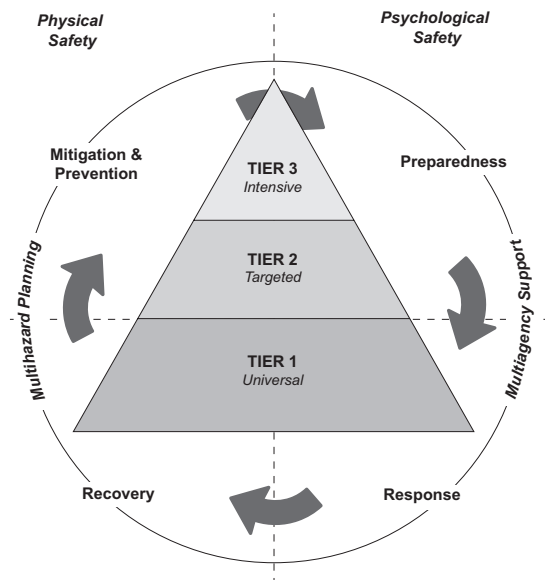 Physical
Safety
Psychological
Safety
Mitigation &
Prevention
Preparedness
TIER 3
Intensive
TIER 2
Targeted
Multihazard Planning
Multiagency Support
TIER 1
Universal
Recovery
Response